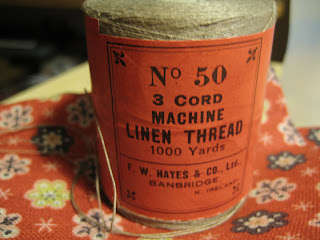 No 50
3 CORD
MACHINE
LINEN THREAD
1000 Yards
F. W. HAYES & CO., Ltd.,
BANBRIDGE,
N. IRELAND